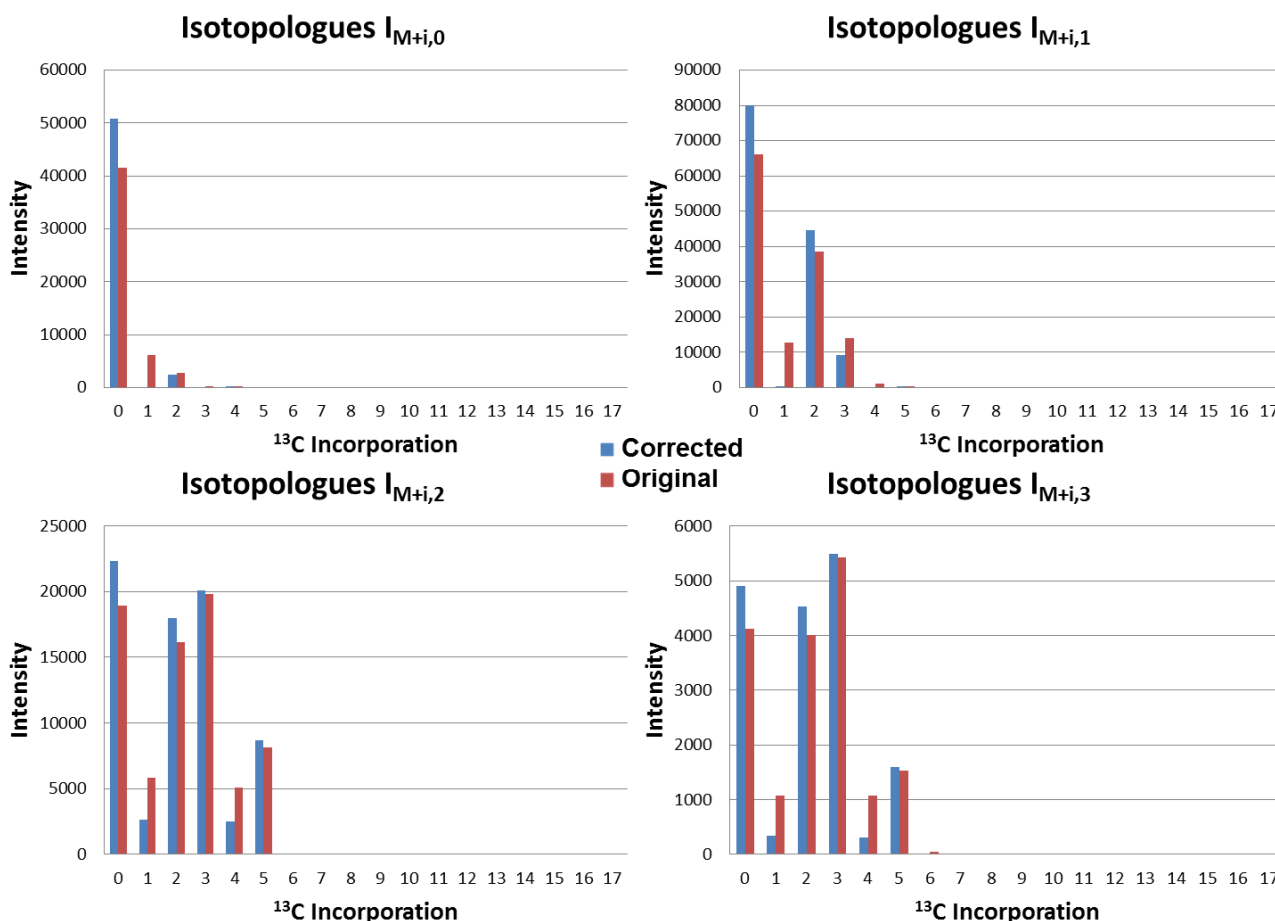 Isotopologues I_M+i,0
60000
50000
40000
30000
20000
10000
0
Intensity
0 1 2 3 4 5 6 7 8 9 10 11 12 13 14 15 16 17
¹³C Incorporation
Isotopologues I_M+i,1
90000
80000
70000
60000
50000
40000
30000
20000
10000
0
Intensity
0 1 2 3 4 5 6 7 8 9 10 11 12 13 14 15 16 17
¹³C Incorporation
Corrected
Original
Isotopologues I_M+i,2
25000
20000
15000
10000
5000
0
Intensity
0 1 2 3 4 5 6 7 8 9 10 11 12 13 14 15 16 17
¹³C Incorporation
Isotopologues I_M+i,3
6000
5000
4000
3000
2000
1000
0
Intensity
0 1 2 3 4 5 6 7 8 9 10 11 12 13 14 15 16 17
¹³C Incorporation